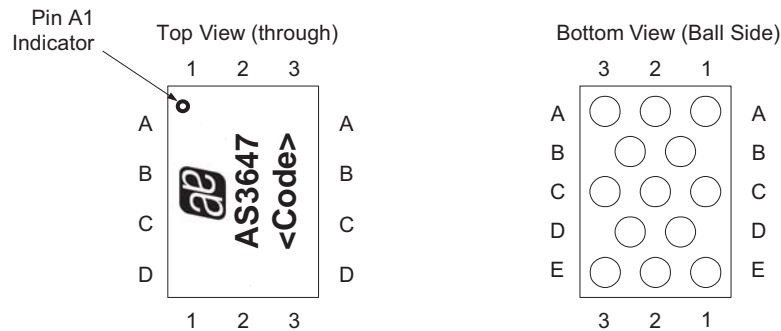 Pin A1
Indicator
Top View (through)
1 2 3
A A
B B
C C
D D
AS3647
<Code>
1 2 3
Bottom View (Ball Side)
3 2 1
A A
B B
C C
D D
E E
3 2 1